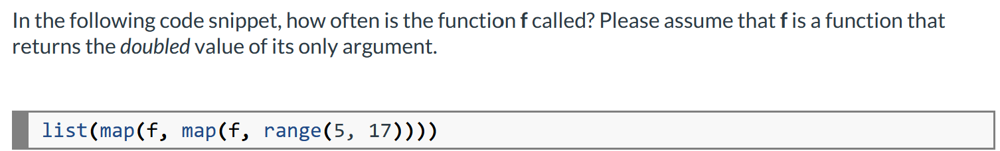 In the following code snippet, how often is the function f called? Please assume that f is a function that
returns the doubled value of its only argument.
list(map(f, map(f, range(5, 17))))